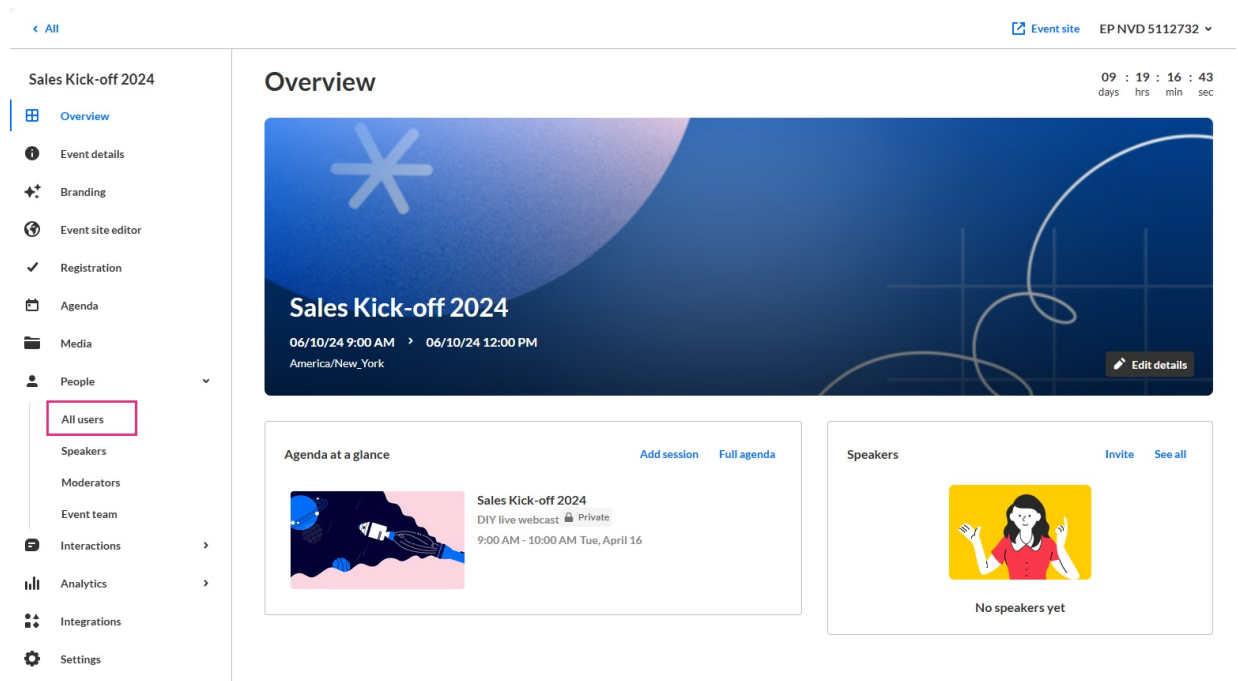 All
Event site EP NVD 5112732
Sales Kick-off 2024
Overview
Event details
Branding
Event site editor
Registration
Agenda
Media
People
All users
Speakers
Moderators
Event team
Interactions
Analytics
Integrations
Settings
Overview
09 : 19 : 16 : 43
days hrs min sec
Sales Kick-off 2024
06/10/24 9:00 AM > 06/10/24 12:00 PM
America/New_York
Edit details
Agenda at a glance Add session Full agenda
Sales Kick-off 2024
DIY live webcast Private
9:00 AM - 10:00 AM Tue, April 16
Speakers Invite See all
No speakers yet